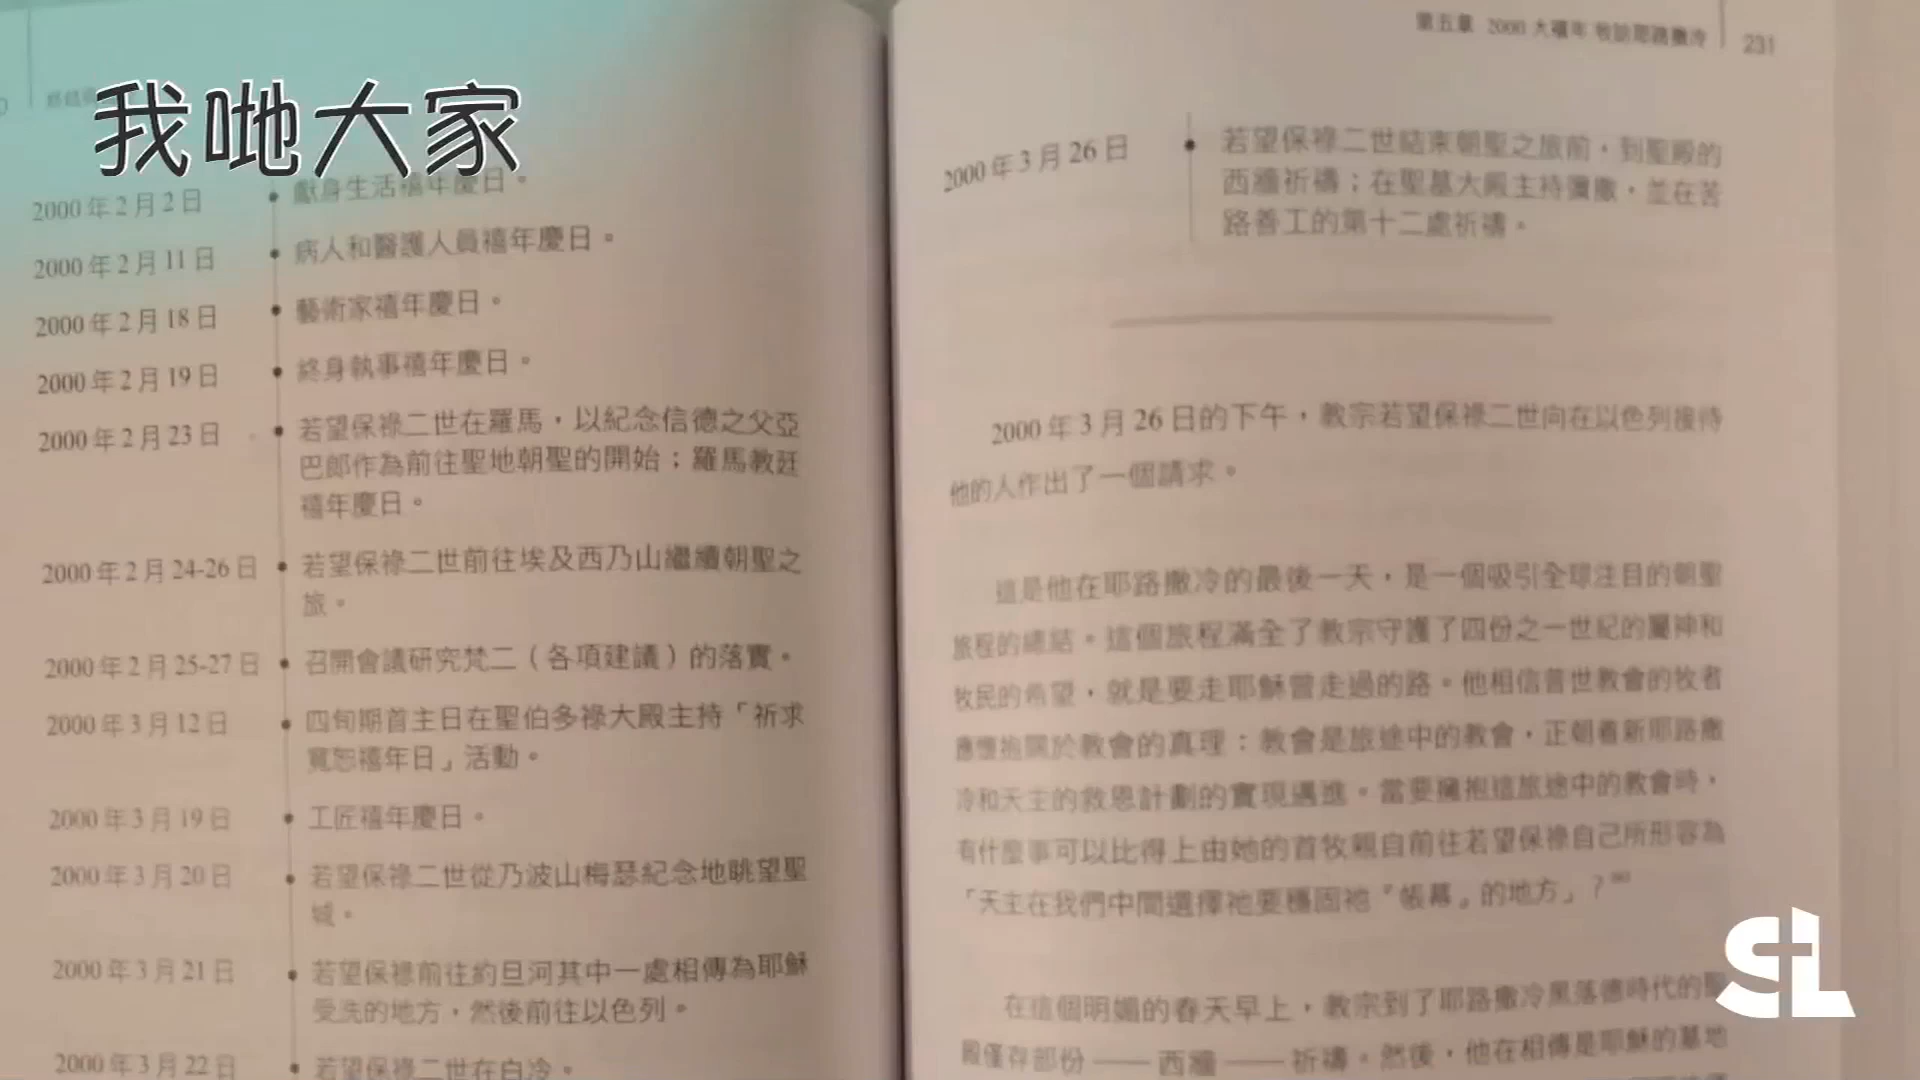 我哋大家
2000年2月2日 獻身生活禧年慶日。
2000年2月11日 病人和醫護人員禧年慶日。
2000年2月18日 藝術家禧年慶日。
2000年2月19日 終身執事禧年慶日。
2000年2月23日 若望保祿二世在羅馬，以紀念信德之父亞
巴郎作為前往聖地朝聖的開始；羅馬教廷
禧年慶日。
2000年2月24-26日 若望保祿二世前往埃及西乃山繼續朝聖之
旅。
2000年2月25-27日 召開會議研究梵二（各項建議）的落實。
2000年3月12日 四旬期首主日在聖伯多祿大殿主持「祈求
寬恕禧年日」活動。
2000年3月19日 工匠禧年慶日。
2000年3月20日 若望保祿二世從乃波山梅瑟紀念地眺望聖
城。
2000年3月21日 若望保祿前往約旦河其中一處相傳為耶穌
受洗的地方，然後前往以色列。
2000年3月22日 若望保祿二世在白冷。
第五章 2000 大禧年 牧訪耶路撒冷 231
2000年3月26日 若望保祿二世結束朝聖之旅前，到聖殿的
西牆祈禱；在聖墓大殿主持彌撒，並在苦
路善工的第十二處祈禱。
2000年3月26日的下午，教宗若望保祿二世向在以色列接待
他的人作出了一個請求。
這是他在耶路撒冷的最後一天，是一個吸引全球注目的朝聖
旅程的總結。這個旅程滿全了教宗守護了四份之一世紀的屬神和
牧民的希望，就是要走耶穌曾走過的路。他相信普世教會的牧者
應懷抱關於教會的真理：教會是旅途中的教會，正朝着新耶路撒
冷和天主的救恩計劃的實現邁進。當要擁抱這旅途中的教會時，
有什麼事可以比得上由她的首牧親自前往若望保祿自己所形容為
「天主在我們中間選擇祂要穩固祂『帳幕』的地方」？
在這個明媚的春天早上，教宗到了耶路撒冷黑落德時代的聖
殿僅存部份——西牆——祈禱。然後，他在相傳是耶穌的墓地
SL